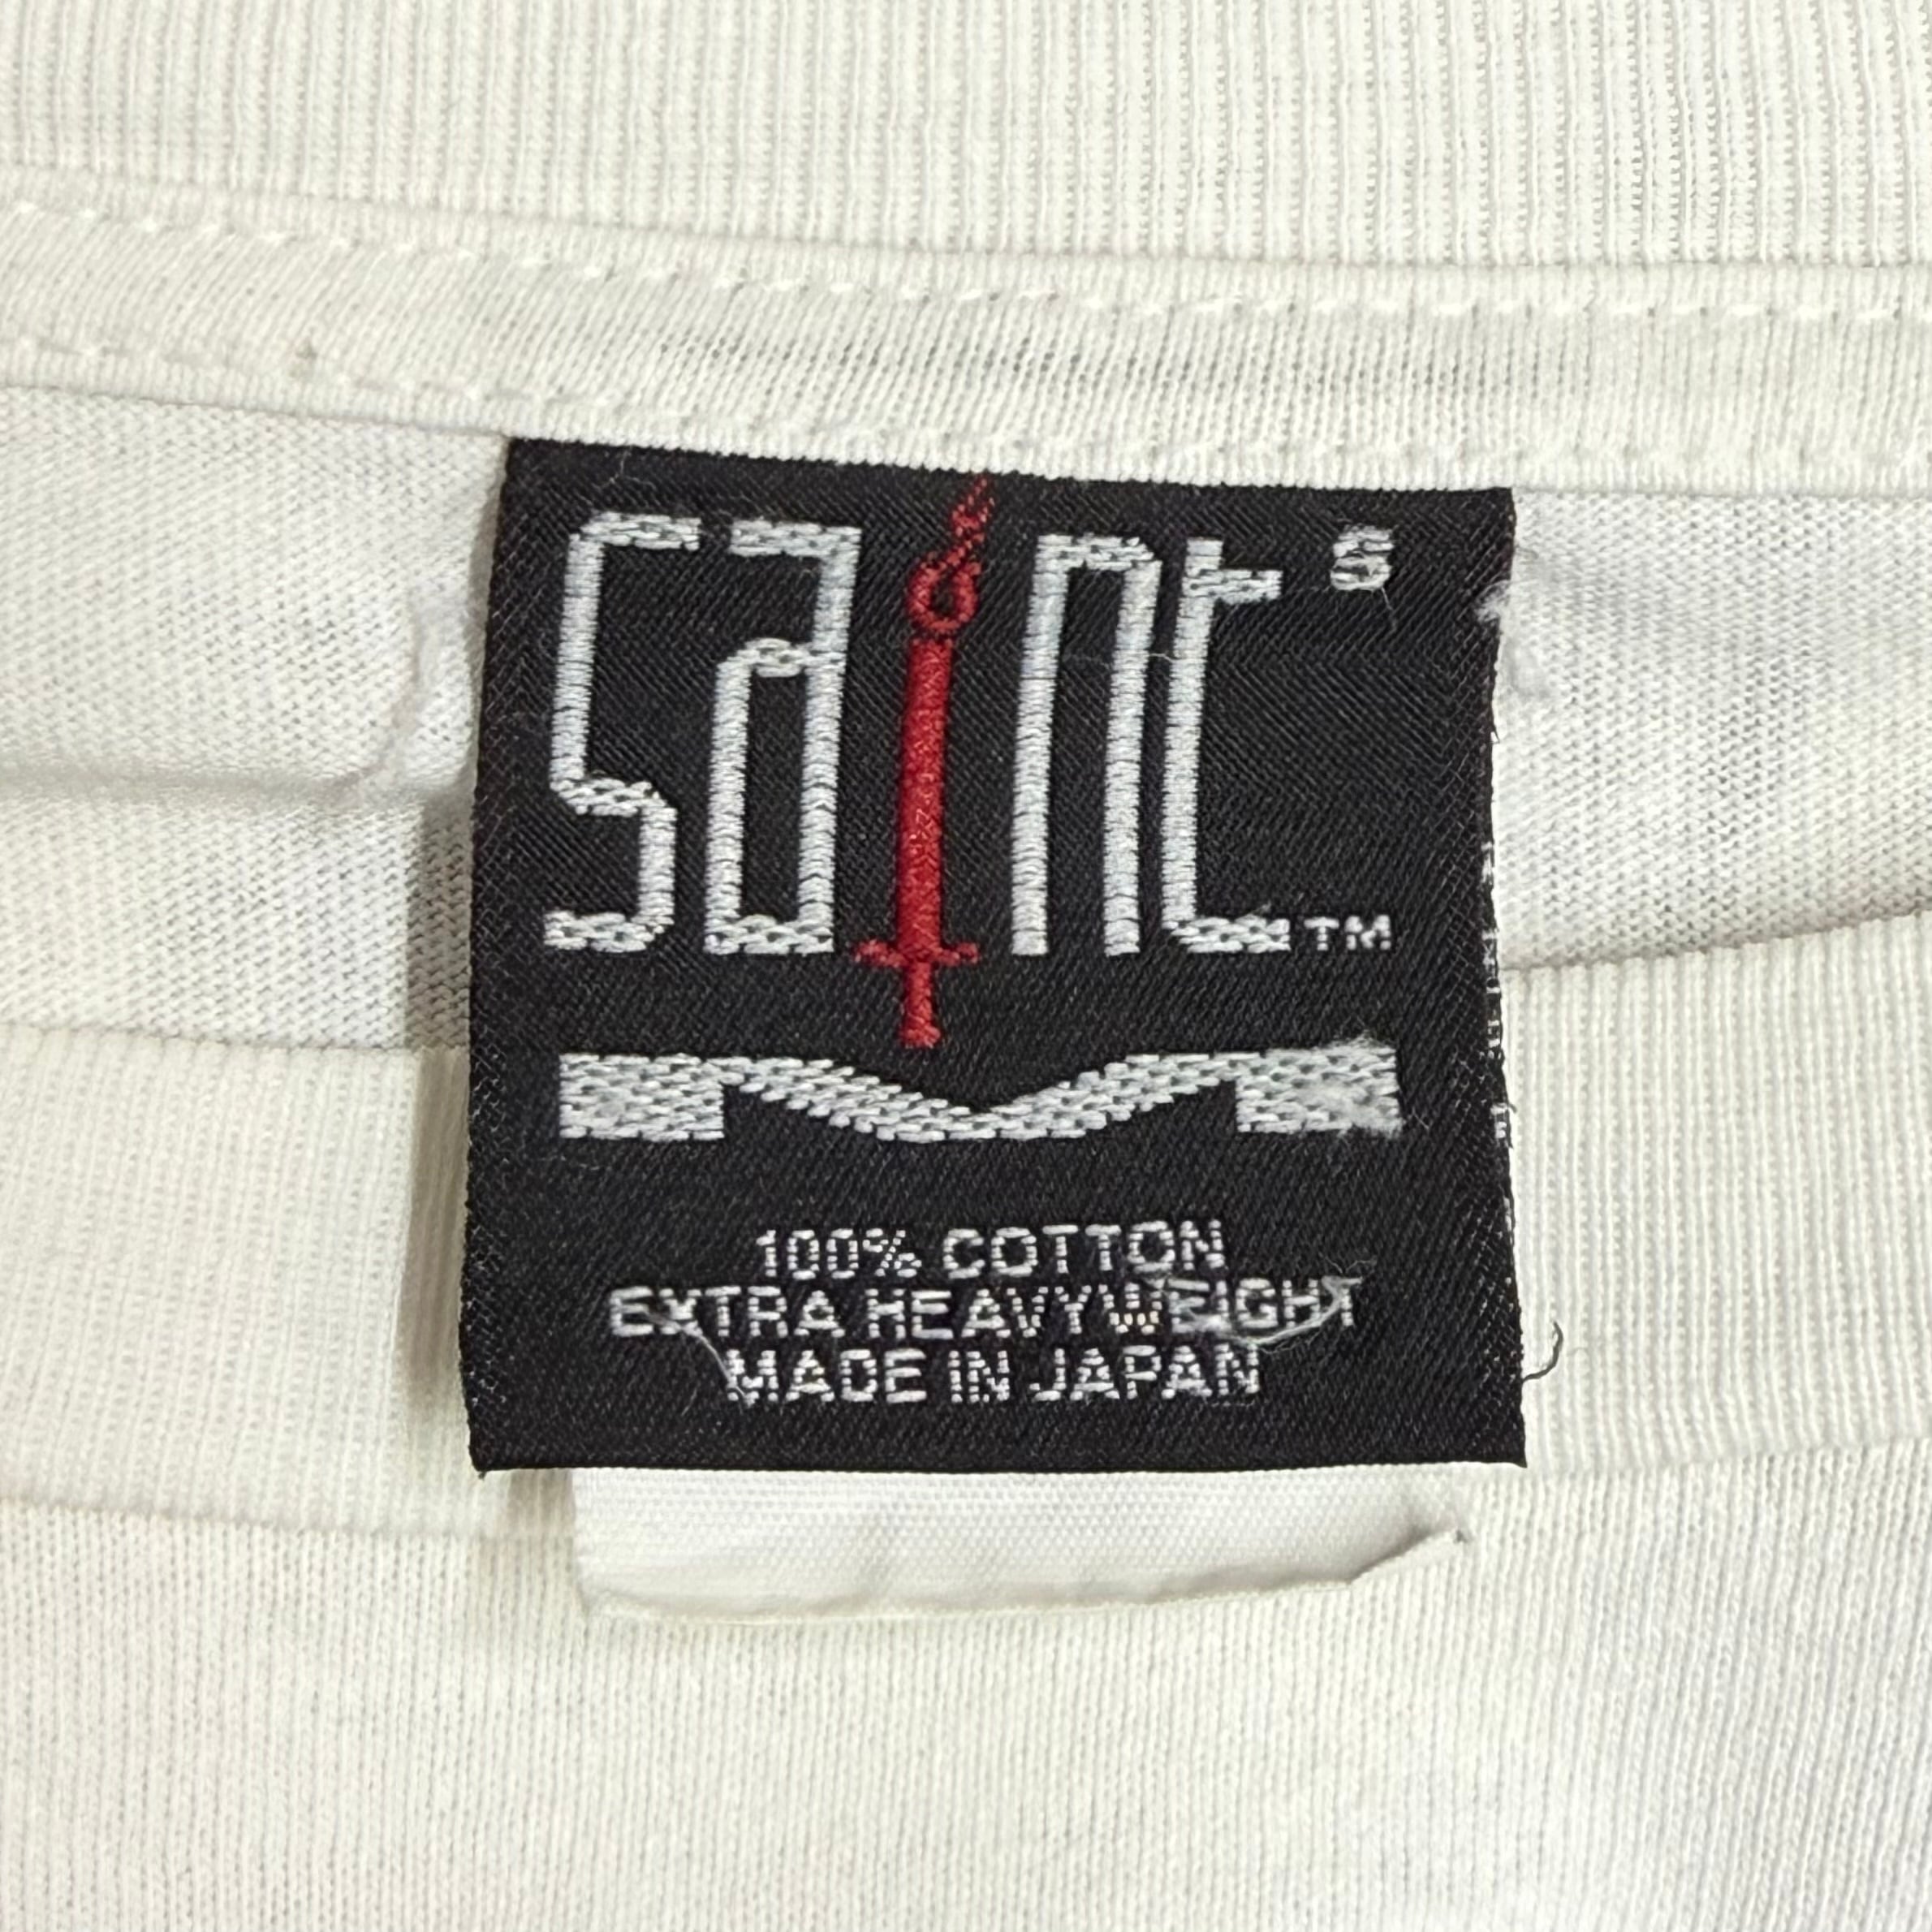 saint S
TM
M
100% COTTON
EXTRA HEAVYWEIGHT
MADE IN JAPAN